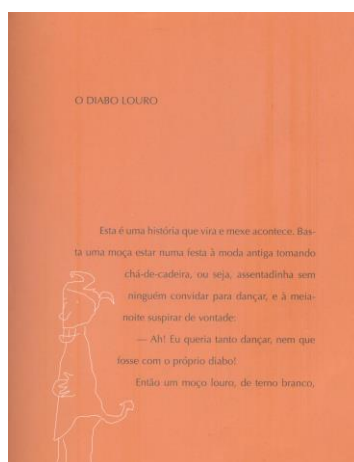 O DIABO LOURO
Esta é uma história que vira e mexe acontece. Bas-
ta uma moça estar numa festa à moda antiga tomando
chá-de-cadeira, ou seja, assentadinha sem
ninguém convidar para dançar, e à meia-
noite suspirar de vontade:
— Ah! Eu queria tanto dançar, nem que
fosse com o próprio diabo!
Então um moço louro, de terno branco,